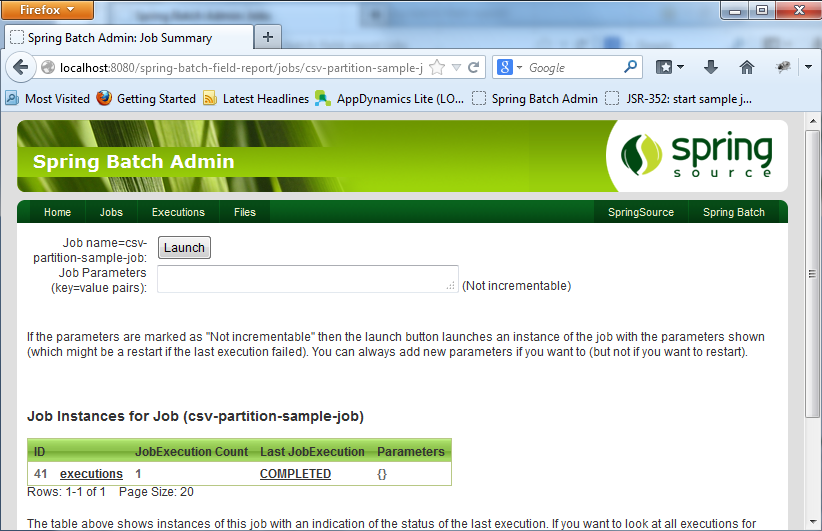 Firefox
Spring Batch Admin: Job Summary
localhost:8080/spring-batch-field-report/jobs/csv-partition-sample-j
Google
Most Visited Getting Started Latest Headlines AppDynamics Lite (LO... Spring Batch Admin JSR-352: start sample j...
Spring Batch Admin
spring
source
Home Jobs Executions Files SpringSource Spring Batch
Job name=csv-
partition-sample-job:
Launch
Job Parameters
(key=value pairs):
(Not incrementable)
If the parameters are marked as "Not incrementable" then the launch button launches an instance of the job with the parameters shown
(which might be a restart if the last execution failed). You can always add new parameters if you want to (but not if you want to restart).
Job Instances for Job (csv-partition-sample-job)
ID JobExecution Count Last JobExecution Parameters
41 executions 1 COMPLETED {}
Rows: 1-1 of 1 Page Size: 20
The table above shows instances of this job with an indication of the status of the last execution. If you want to look at all executions for